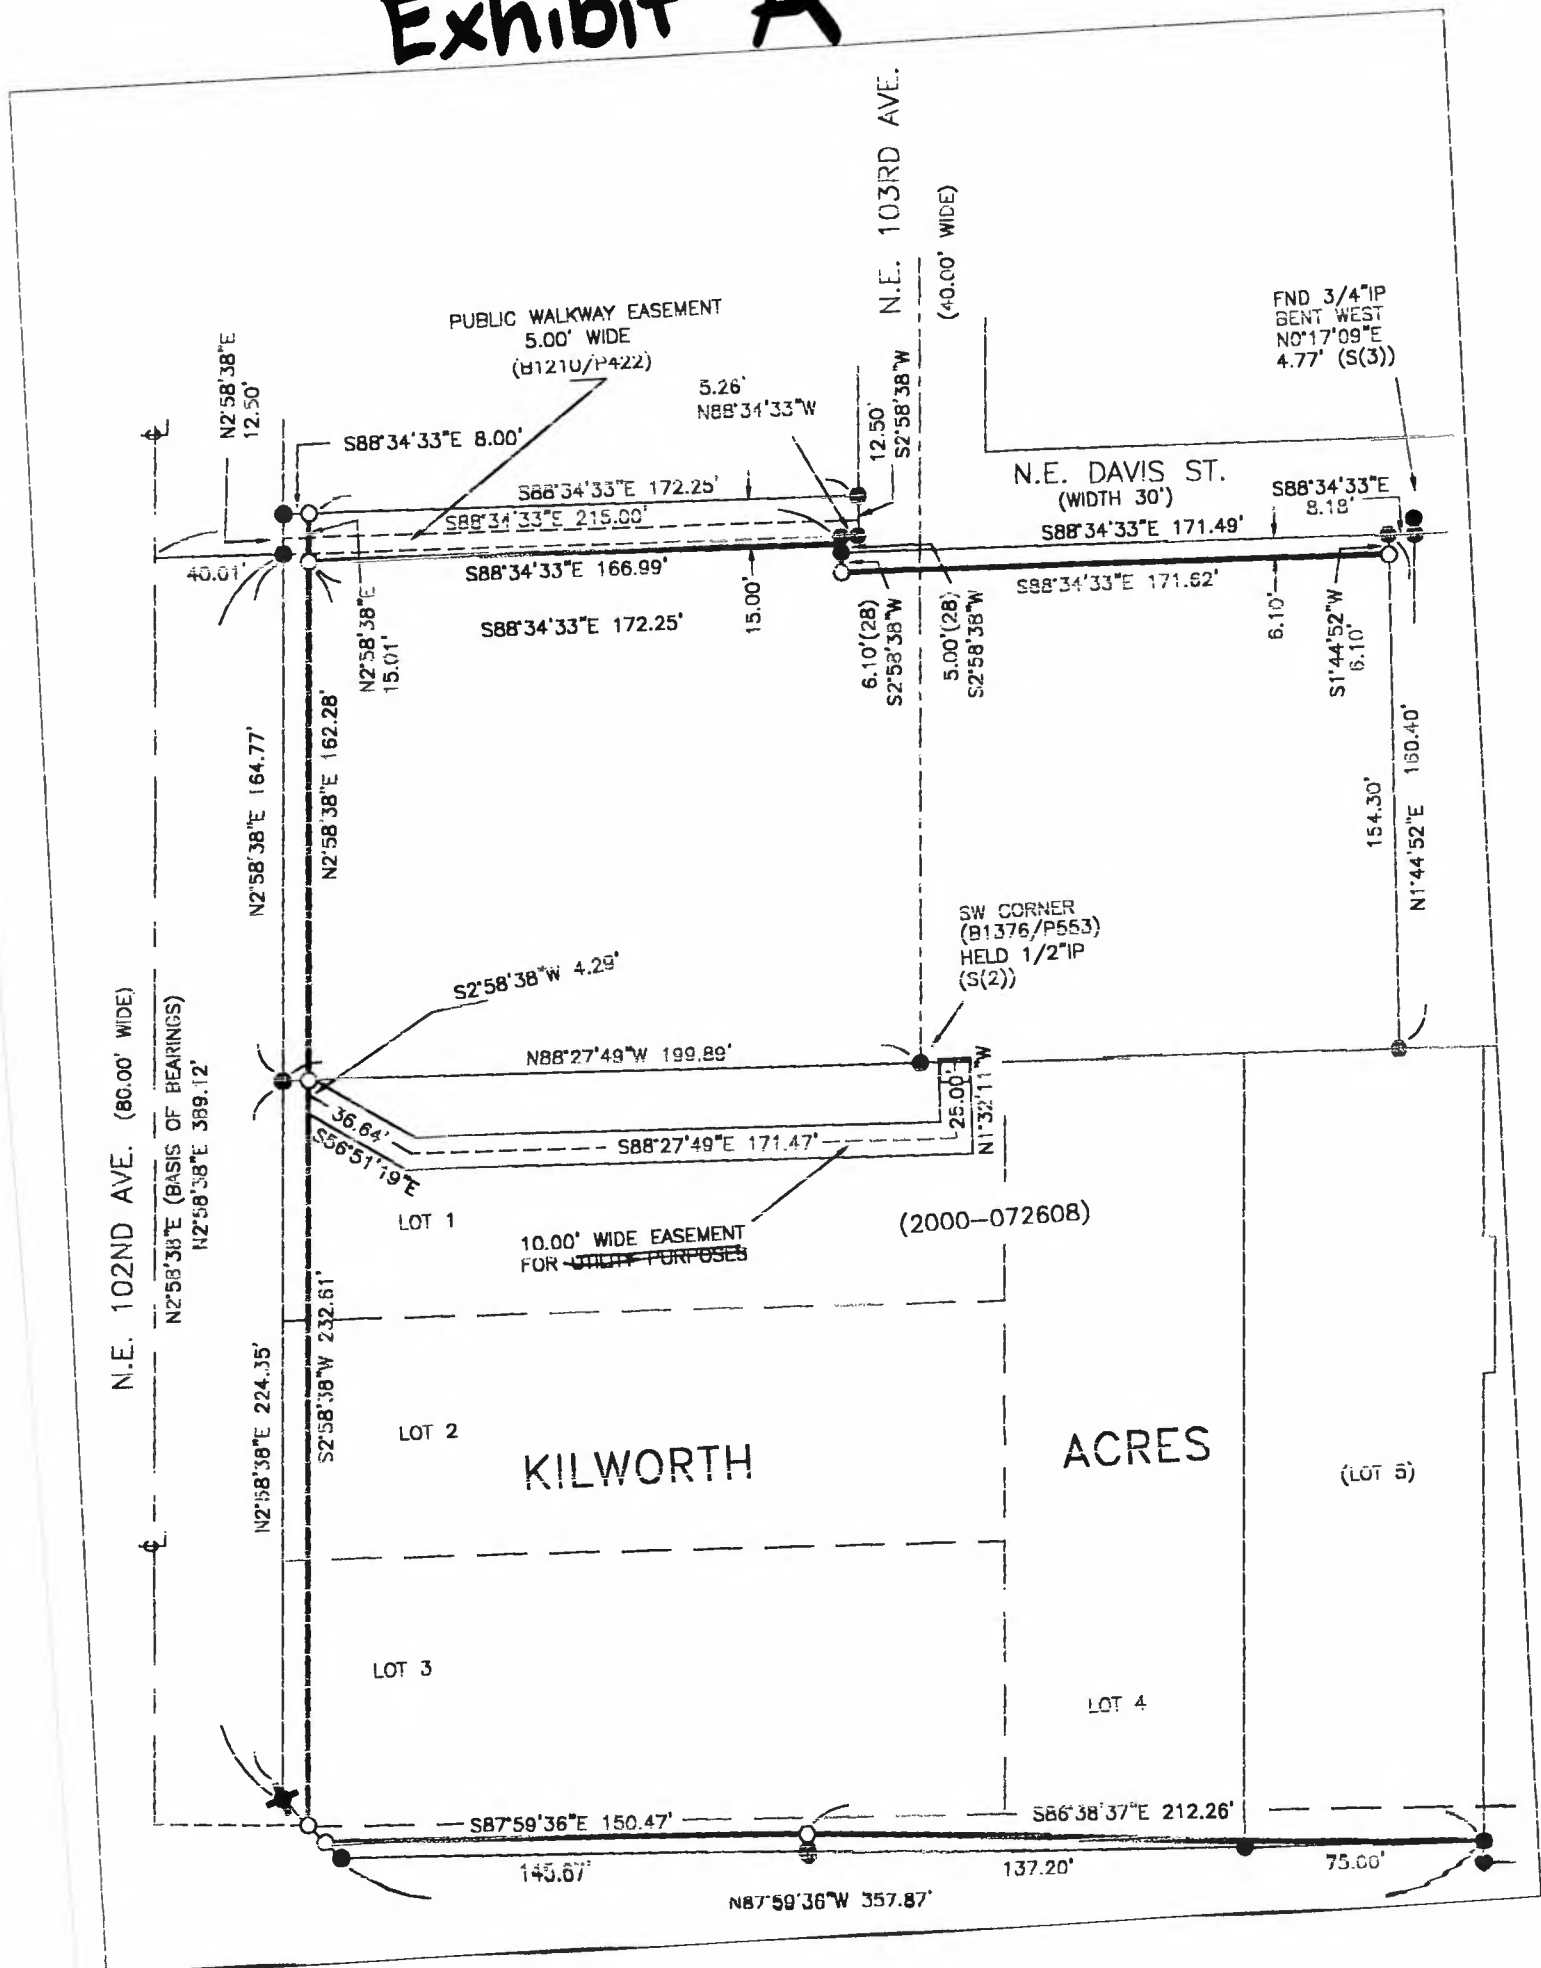 Exhibit A
N.E. 103RD AVE.
(40.00' WIDE)
FND 3/4"IP
BENT WEST
N0°17'09"E
4.77' (S(3))
PUBLIC WALKWAY EASEMENT
5.00' WIDE
(B1210/P422)
N2°58'38"E
12.50'
5.26'
N88°34'33"W
12.50'
S2°58'38"W
S88°34'33"E 8.00'
N.E. DAVIS ST.
(WIDTH 30')
S88°34'33"E
8.18'
S88°34'33"E 172.25'
S88°34'33"E 215.00'
S88°34'33"E 171.49'
40.01'
S88°34'33"E 166.99'
S88°34'33"E 171.62'
S88°34'33"E 172.25'
N2°58'38"E
15.01'
15.00'
6.10'(28)
S2°58'38"W
5.00'(28)
S2°58'38"W
6.10'
S1°44'52"W
6.10'
N2°58'38"E 164.77'
N2°58'38"E 162.28'
154.30'
N1°44'52"E 160.40'
SW CORNER
(B1376/P553)
HELD 1/2"IP
(S(2))
S2°58'38"W 4.29'
N88°27'49"W 199.89'
25.00'
N1°32'11"W
36.64'
S56°51'19"E
S88°27'49"E 171.47'
N.E. 102ND AVE. (80.00' WIDE)
N2°58'38"E (BASIS OF BEARINGS)
N2°58'38"E 389.12'
LOT 1
10.00' WIDE EASEMENT
FOR UTILITY PURPOSES
(2000-072608)
N2°58'38"E 224.35'
S2°58'38"W 232.61'
LOT 2
KILWORTH ACRES
(LOT 5)
LOT 3
LOT 4
S87°59'36"E 150.47'
S86°38'37"E 212.26'
145.67'
137.20'
75.00'
N87°59'36"W 357.87'